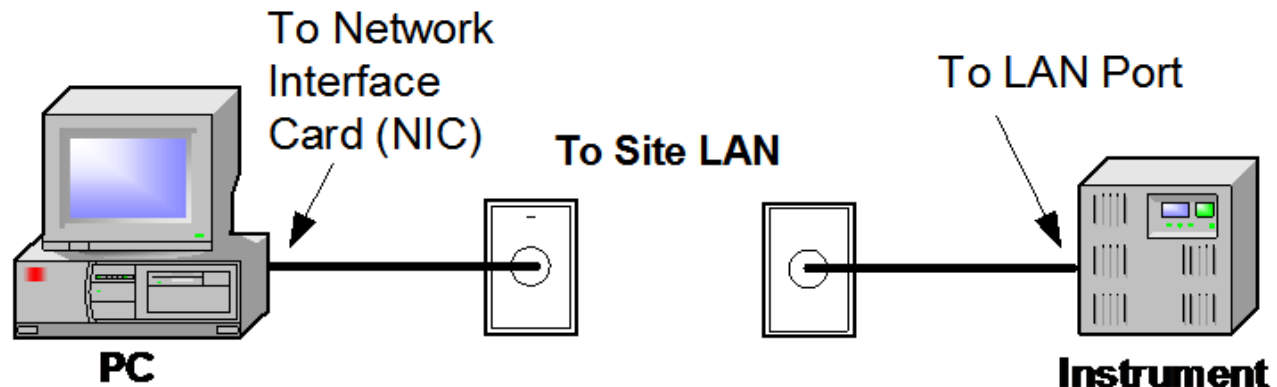 To Network
Interface
Card (NIC)
To Site LAN
To LAN Port
PC
Instrument